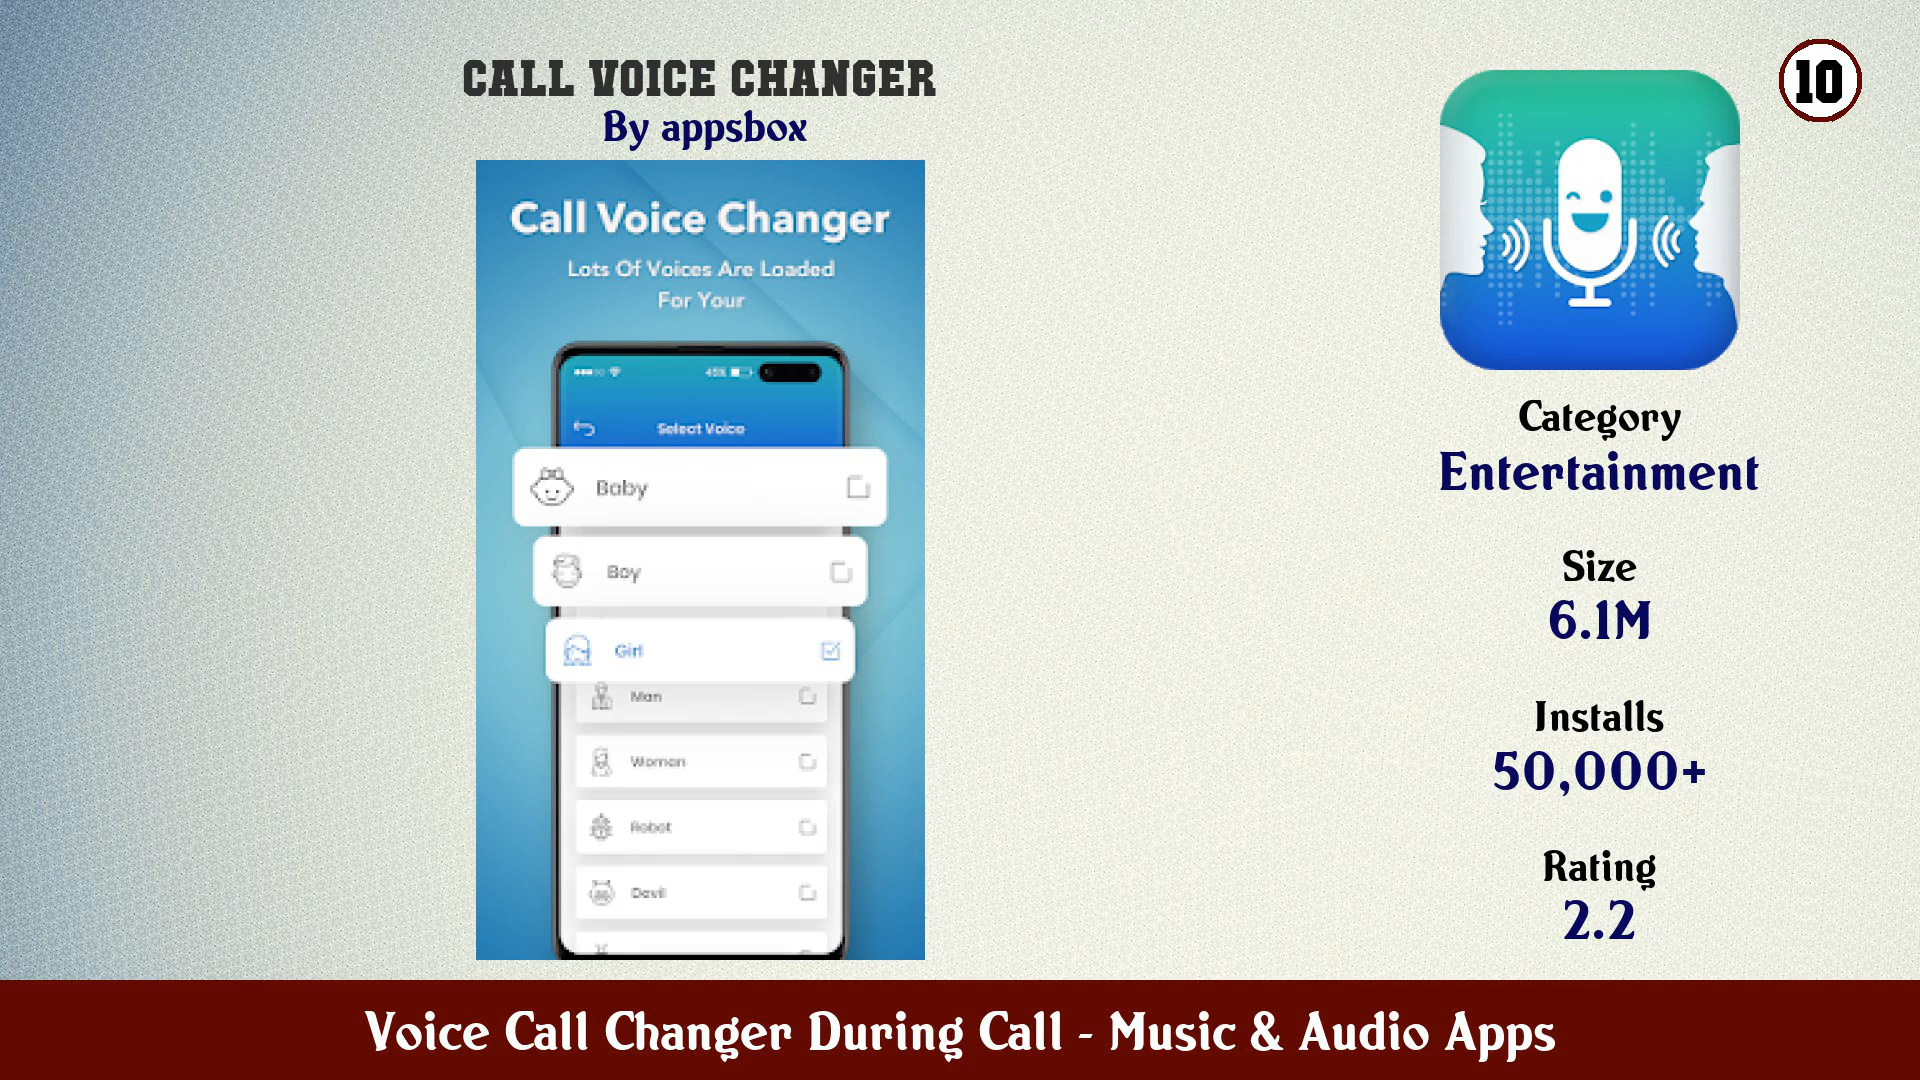 CALL VOICE CHANGER
By appsbox
Call Voice Changer
Lots Of Voices Are Loaded
For Your
Select Voice
Baby
Boy
Girl
Man
Woman
Robot
Devil
10
Category
Entertainment
Size
6.1M
Installs
50,000+
Rating
2.2
Voice Call Changer During Call - Music & Audio Apps